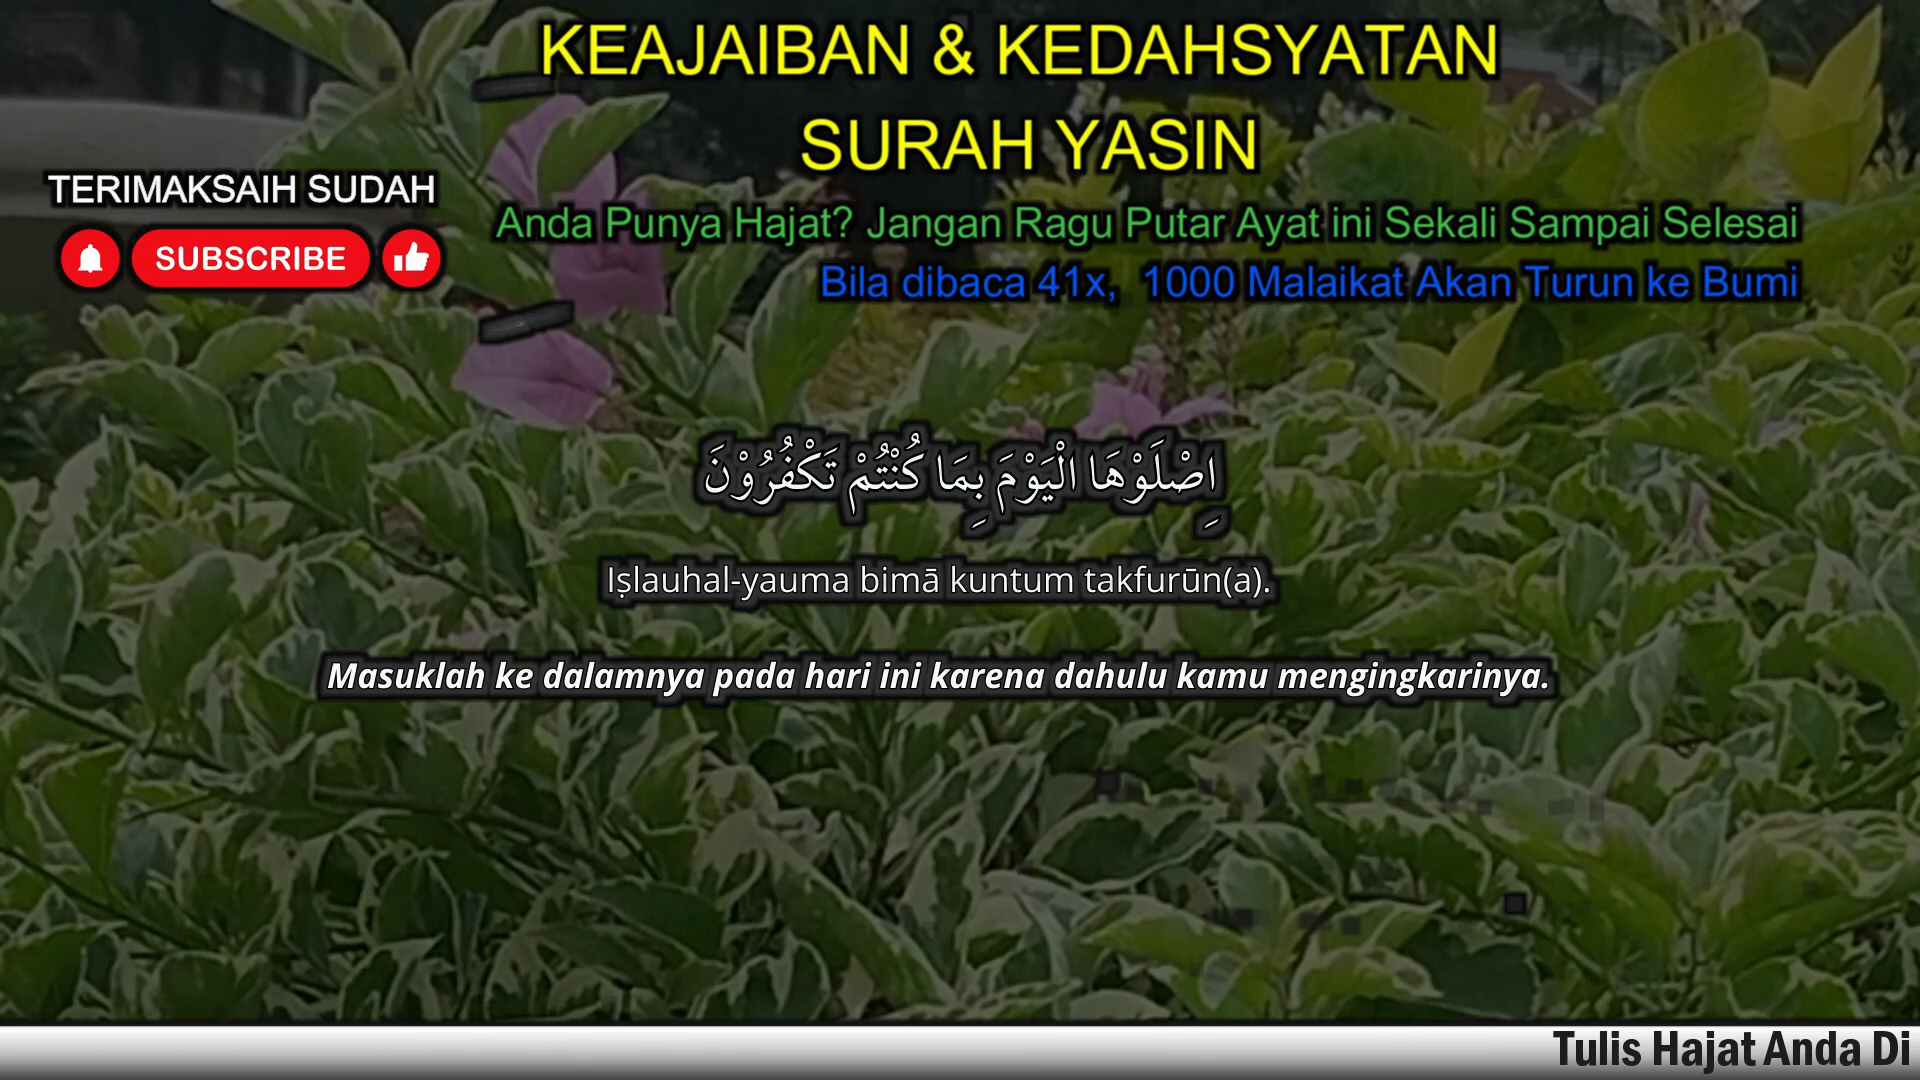 KEAJAIBAN & KEDAHSYATAN
SURAH YASIN
TERIMAKSAIH SUDAH
SUBSCRIBE
Anda Punya Hajat? Jangan Ragu Putar Ayat ini Sekali Sampai Selesai
Bila dibaca 41x, 1000 Malaikat Akan Turun ke Bumi
اِصْلَوْهَا الْيَوْمَ بِمَا كُنْتُمْ تَكْفُرُوْنَ
Iṣlauhal-yauma bimā kuntum takfurūn(a).
Masuklah ke dalamnya pada hari ini karena dahulu kamu mengingkarinya.
Tulis Hajat Anda Di